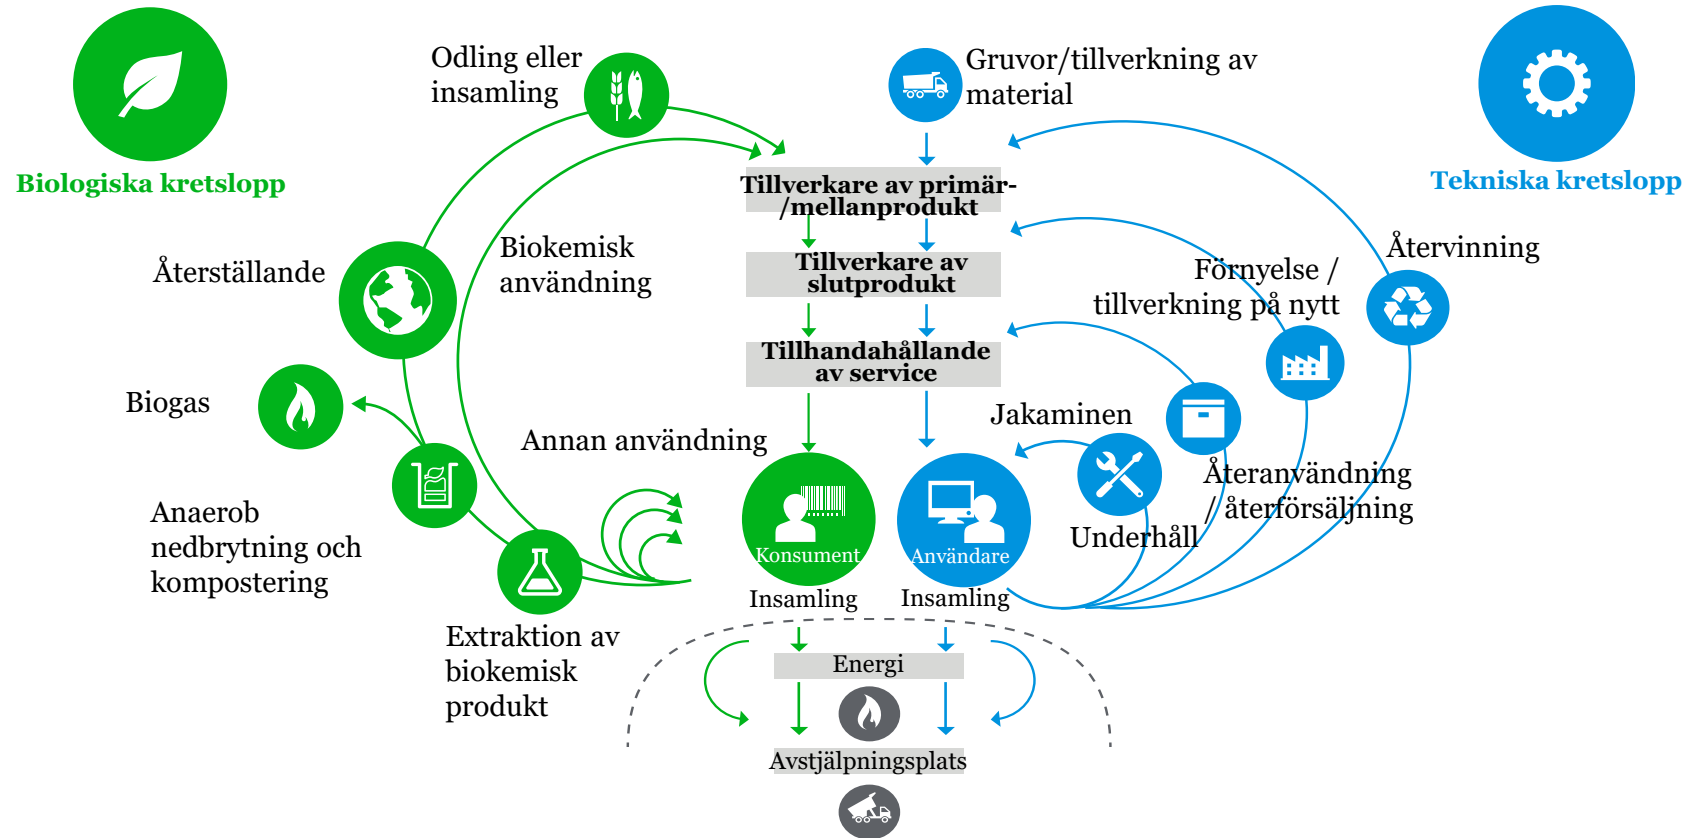 Odling eller
insamling
Gruvor/tillverkning av
material
Biologiska kretslopp
Tekniska kretslopp
Tillverkare av primär-
/mellanprodukt
Återställande
Biokemisk
användning
Tillverkare av
slutprodukt
Förnyelse /
tillverkning på nytt
Återvinning
Tillhandahållande
av service
Biogas
Annan användning
Jakaminen
Anaerob
nedbrytning och
kompostering
Återanvändning
/ återförsäljning
Underhåll
Konsument
Användare
Insamling
Insamling
Extraktion av
biokemisk
produkt
Energi
Avstjälpningsplats